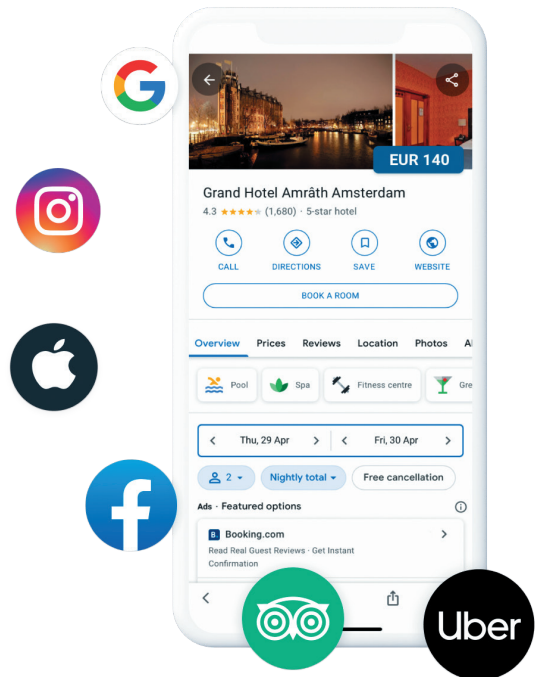 EUR 140
Grand Hotel Amrâth Amsterdam
4.3 ★★★★★ (1,680) · 5-star hotel
CALL DIRECTIONS SAVE WEBSITE
BOOK A ROOM
Overview Prices Reviews Location Photos
Pool Spa Fitness centre Gre
Thu, 29 Apr Fri, 30 Apr
2 Nightly total Free cancellation
Ads · Featured options
B. Booking.com
Read Real Guest Reviews · Get Instant
Confirmation
Uber